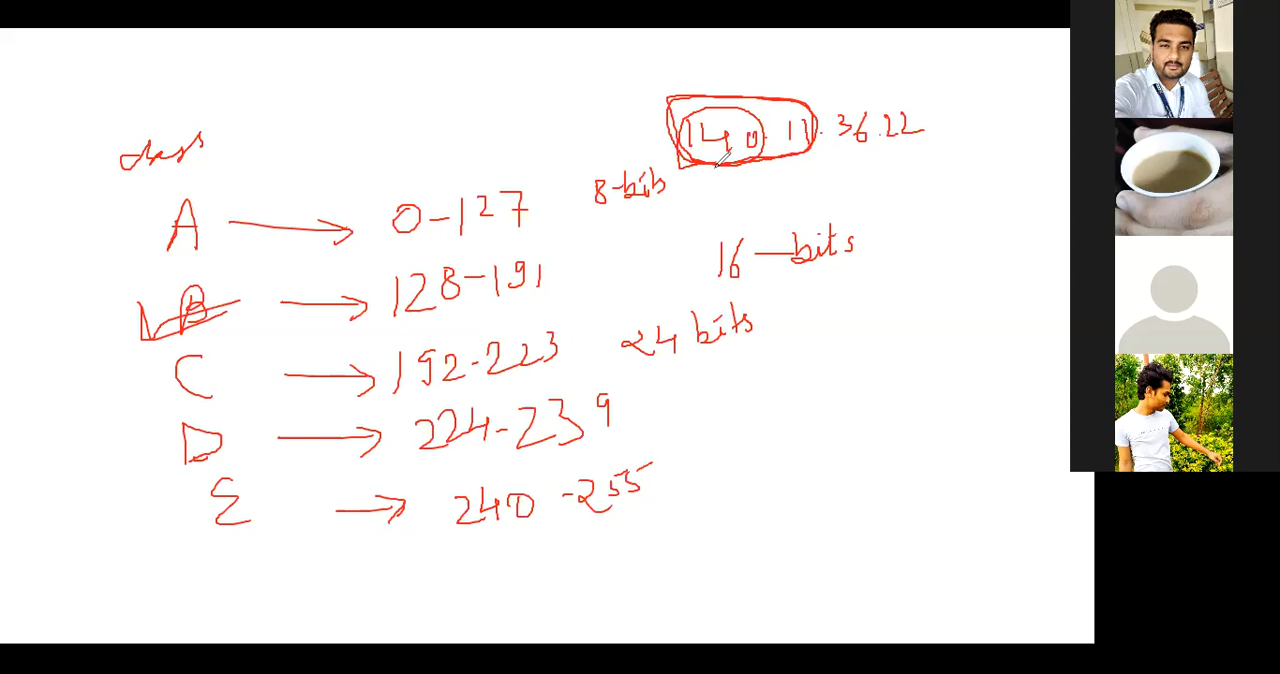 140.11.36.22
class
A → 0-127 8-bits
B → 128-191 16-bits
C → 192-223 24 bits
D → 224-239
E → 240-255